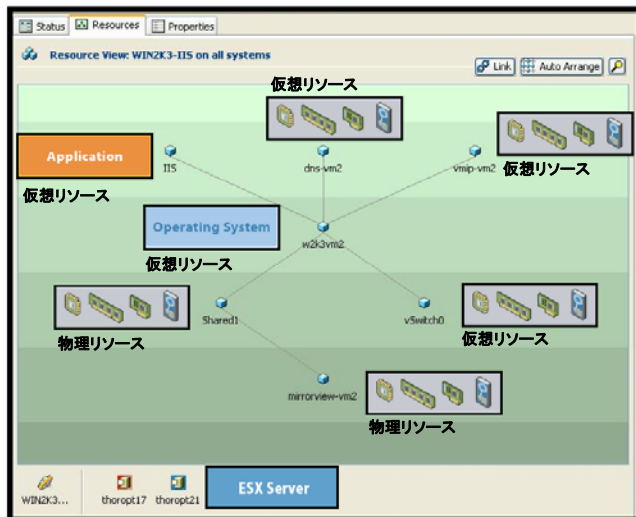 Status Resources Properties
Resource View: WIN2K3-IIS on all systems
Link Auto Arrange
仮想リソース
Application
IIS
dns-vm2
vmip-vm2
仮想リソース
仮想リソース
Operating System
w2k3vm2
仮想リソース
Shared1
vSwitch0
物理リソース
仮想リソース
mirrorview-vm2
物理リソース
WIN2K3...
thoropt17
thoropt21
ESX Server